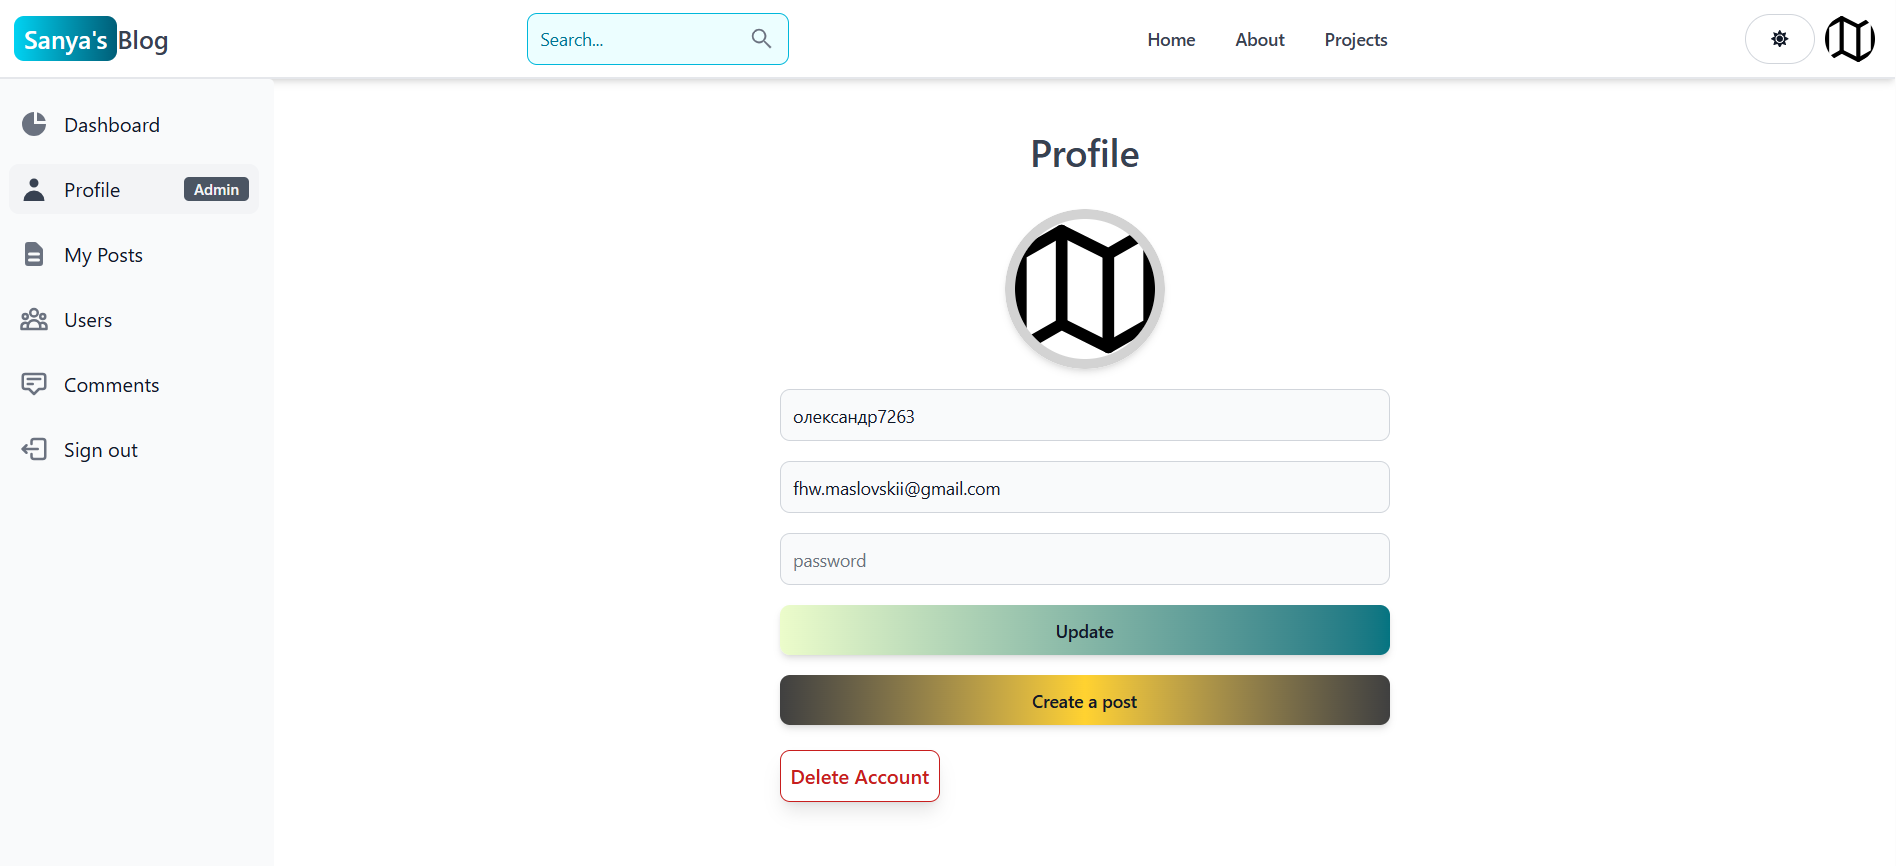 Sanya's Blog
Search...
Home
About
Projects
Dashboard
Profile
Admin
My Posts
Users
Comments
Sign out
Profile
олександр7263
fhw.maslovskii@gmail.com
password
Update
Create a post
Delete Account